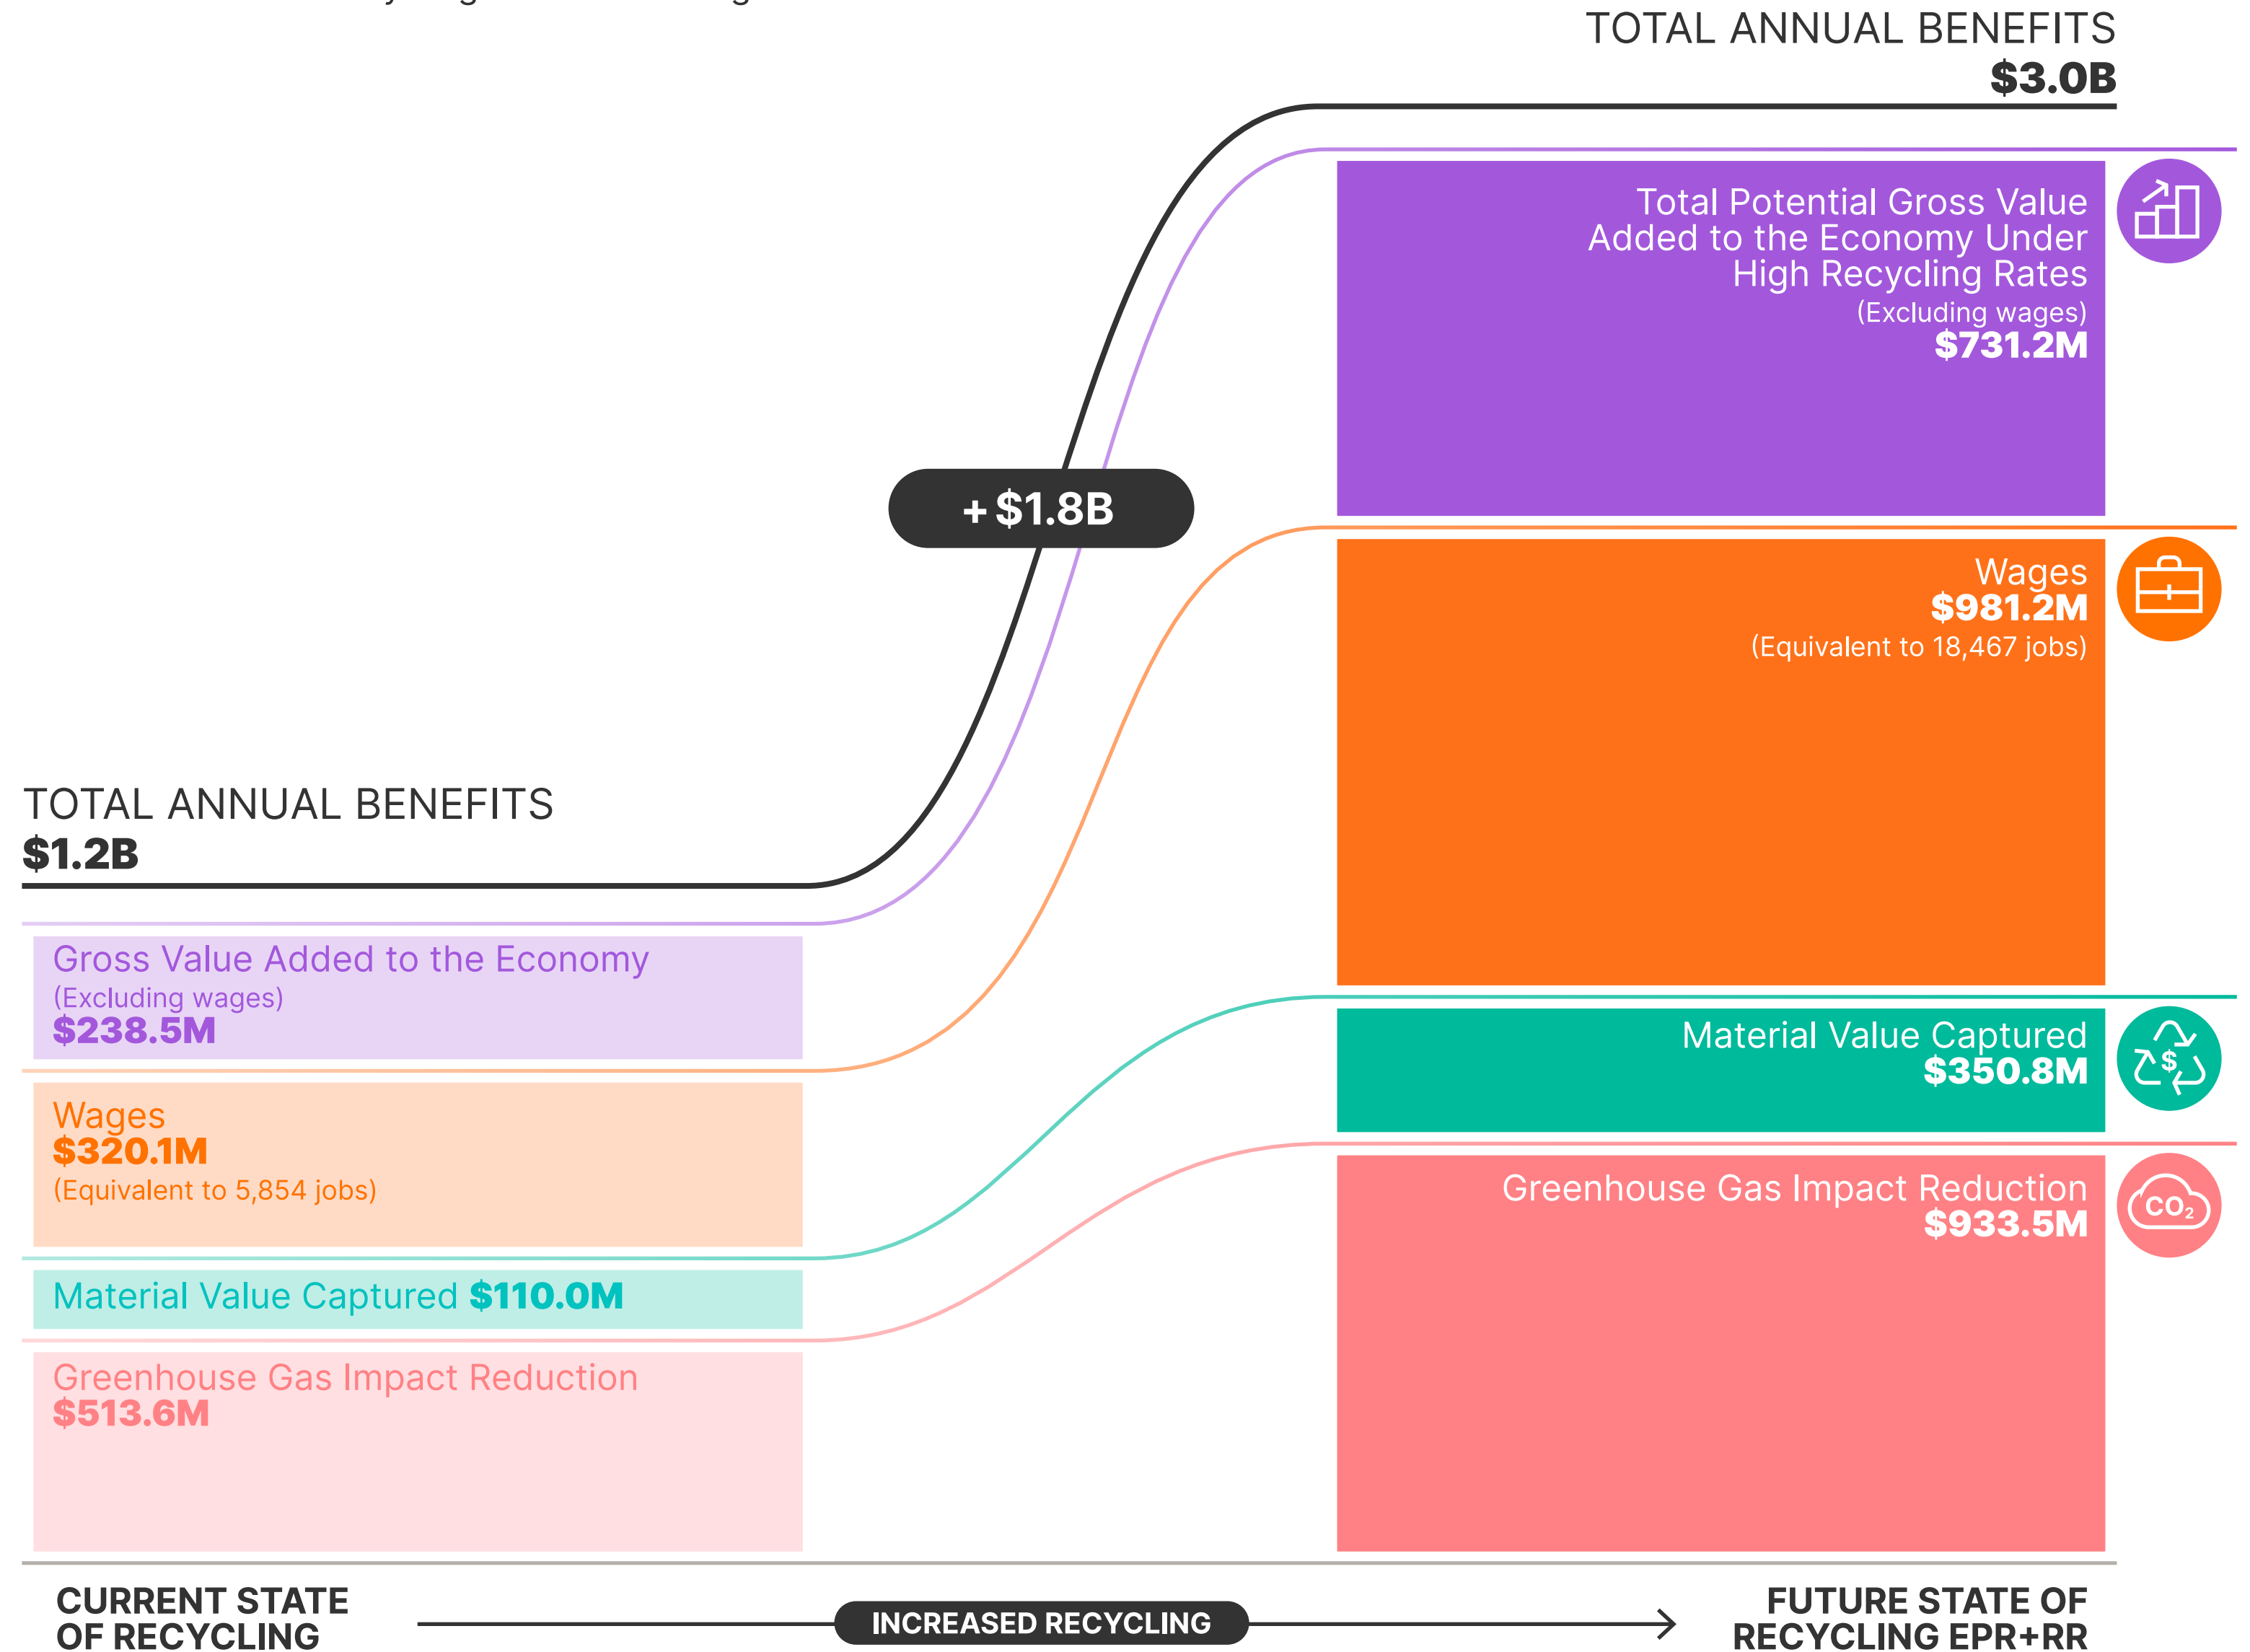 TOTAL ANNUAL BENEFITS
$3.0B
Total Potential Gross Value
Added to the Economy Under
High Recycling Rates
(Excluding wages)
$731.2M
+ $1.8B
Wages
$981.2M
(Equivalent to 18,467 jobs)
TOTAL ANNUAL BENEFITS
$1.2B
Gross Value Added to the Economy
(Excluding wages)
$238.5M
Wages
$320.1M
(Equivalent to 5,854 jobs)
Material Value Captured $110.0M
Greenhouse Gas Impact Reduction
$513.6M
Material Value Captured
$350.8M
$
Greenhouse Gas Impact Reduction
$933.5M
CO₂
CURRENT STATE
OF RECYCLING
INCREASED RECYCLING
FUTURE STATE OF
RECYCLING EPR+RR